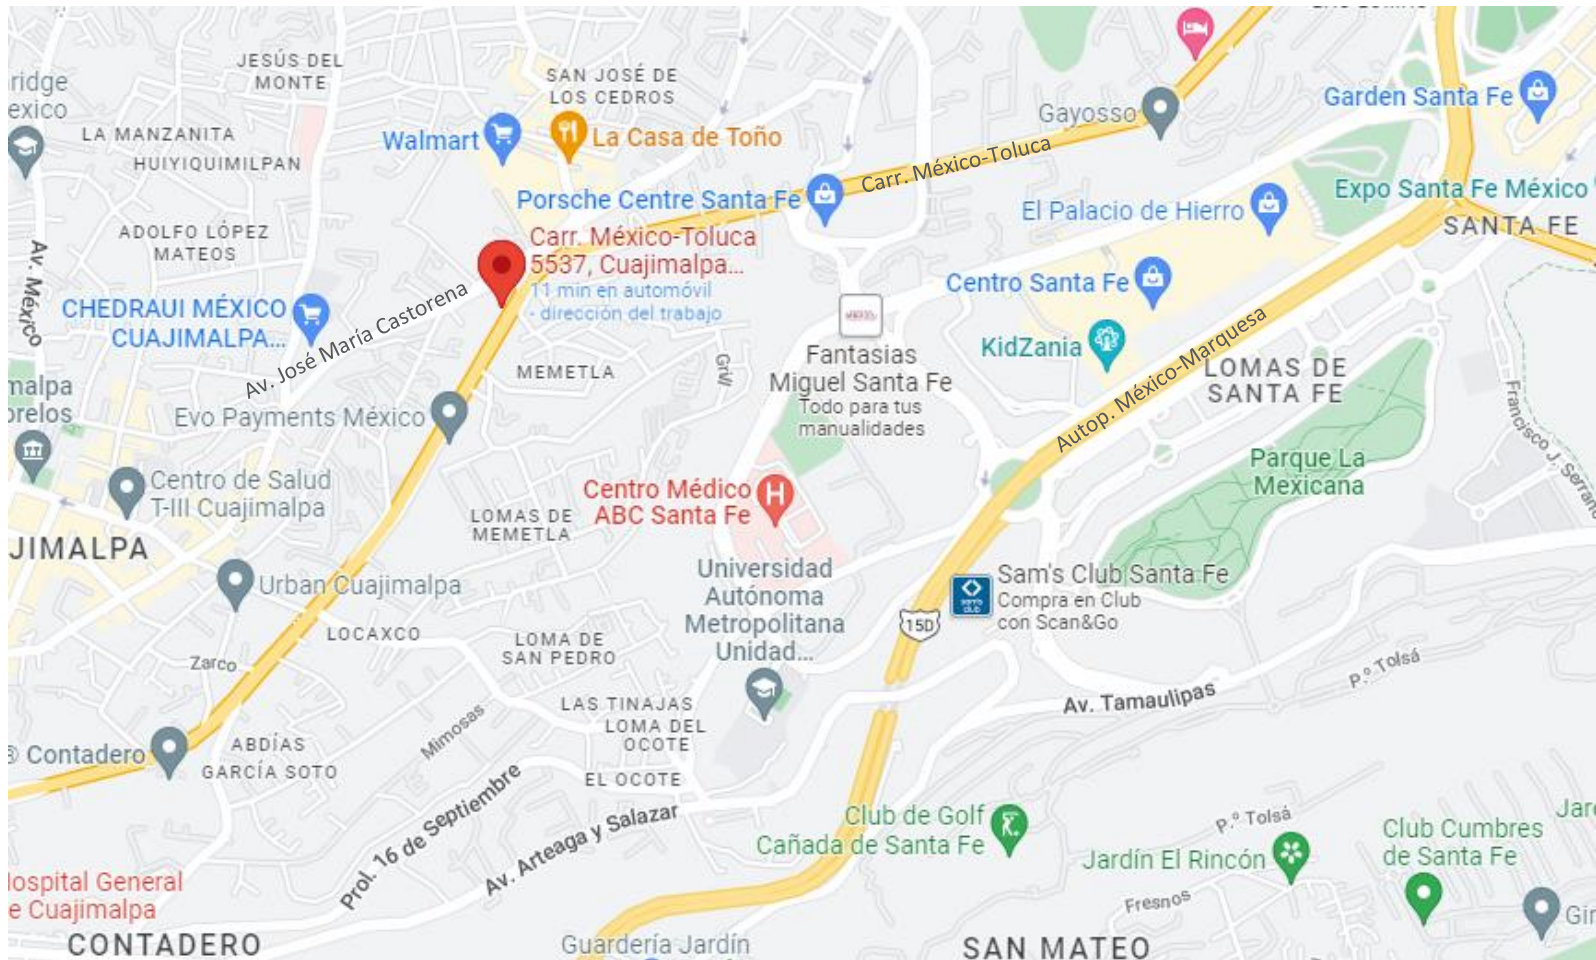 JESÚS DEL
MONTE
SAN JOSÉ DE
LOS CEDROS
Gayosso
Garden Santa Fe
ridge
exico
LA MANZANITA
HUIYIQUIMILPAN
Walmart
La Casa de Toño
Carr. México-Toluca
Porsche Centre Santa Fe
El Palacio de Hierro
Expo Santa Fe México
SANTA FE
ADOLFO LÓPEZ
MATEOS
Av. México
Carr. México-Toluca
5537, Cuajimalpa...
11 min en automóvil
- dirección del trabajo
Centro Santa Fe
CHEDRAUI MÉXICO
CUAJIMALPA...
Av. José María Castorena
KidZania
Autop. México-Marquesa
LOMAS DE
SANTA FE
Fantasias
Miguel Santa Fe
Todo para tus
manualidades
MEMETLA
Grill
malpa
orelos
Evo Payments México
Francisco J. Serrano
Parque La
Mexicana
Centro de Salud
T-III Cuajimalpa
Centro Médico
ABC Santa Fe
H
LOMAS DE
MEMETLA
JIMALPA
Urban Cuajimalpa
Universidad
Autónoma
Metropolitana
Unidad...
Sam's Club Santa Fe
Compra en Club
con Scan&Go
sam's
club
15D
LOCAXCO
LOMA DE
SAN PEDRO
Zarco
P.º Tolsá
Av. Tamaulipas
LAS TINAJAS
LOMA DEL
OCOTE
Mimosas
® Contadero
ABDÍAS
GARCÍA SOTO
EL OCOTE
Prol. 16 de Septiembre
Av. Arteaga y Salazar
Club de Golf
Cañada de Santa Fe
P.º Tolsá
Jardín El Rincón
Club Cumbres
de Santa Fe
Jar
Fresnos
Gir
ospital General
e Cuajimalpa
CONTADERO
Guardería Jardín
SAN MATEO